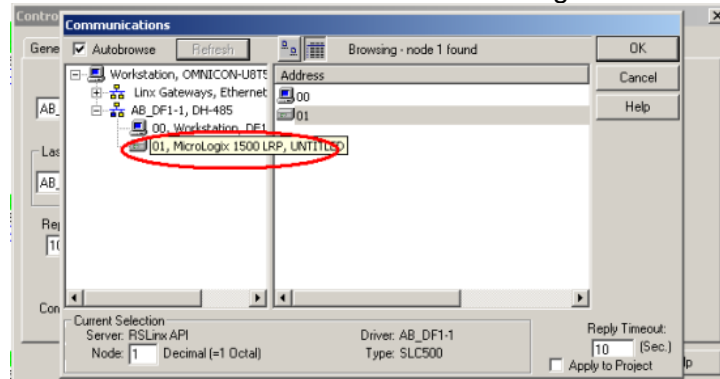 Contro
Communications
Gene
Autobrowse
Refresh
Browsing - node 1 found
OK
Cancel
Help
Workstation, OMNICON-U8TS
Linx Gateways, Ethernet
AB_DF1-1, DH-485
00, Workstation, DF1
01, MicroLogix 1500 LRP, UNTITLED
Address
00
01
AB_
Las
AB_
Rep
10
Con
Current Selection
Server: RSLinx API
Driver: AB_DF1-1
Node: 1 Decimal (=1 Octal)
Type: SLC500
Reply Timeout:
10 (Sec.)
Apply to Project
lp